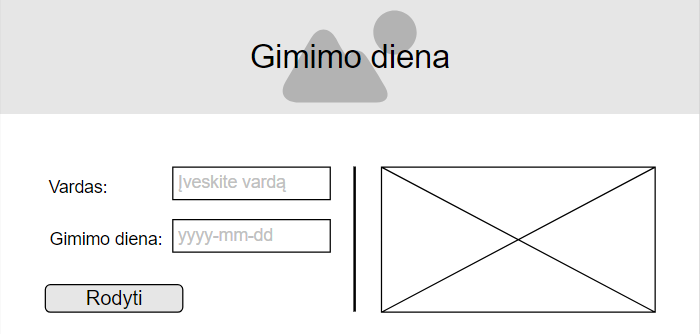 Gimimo diena
Vardas:
Įveskite vardą
Gimimo diena:
yyyy-mm-dd
Rodyti